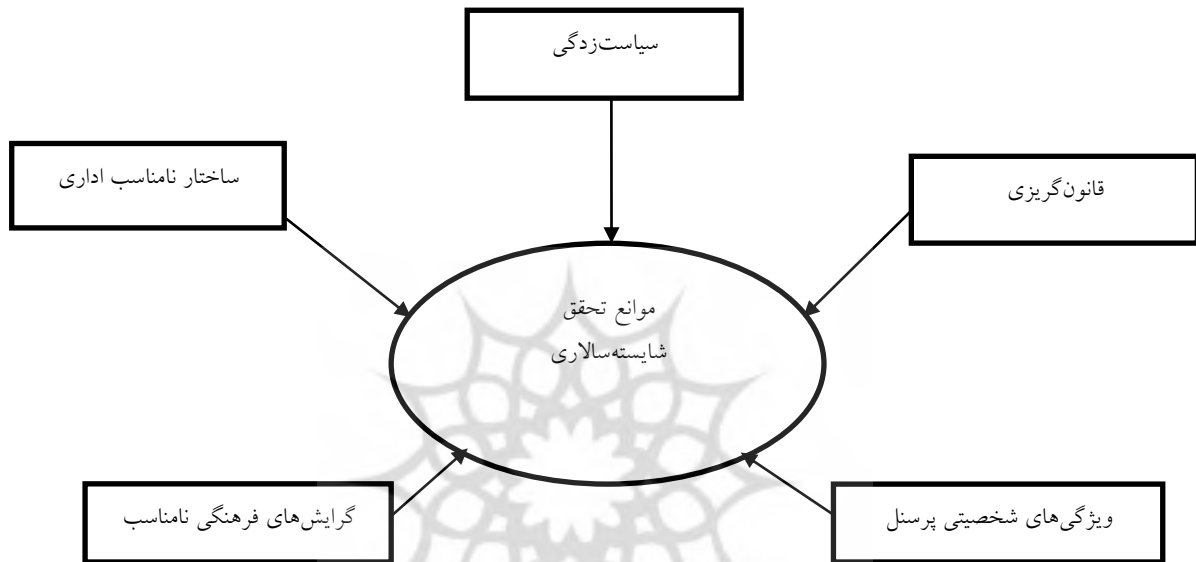 سیاست‌زدگی
قانون‌گریزی
ساختار نامناسب اداری
موانع تحقق
شایسته‌سالاری
ویژگی‌های شخصیتی پرسنل
گرایش‌های فرهنگی نامناسب